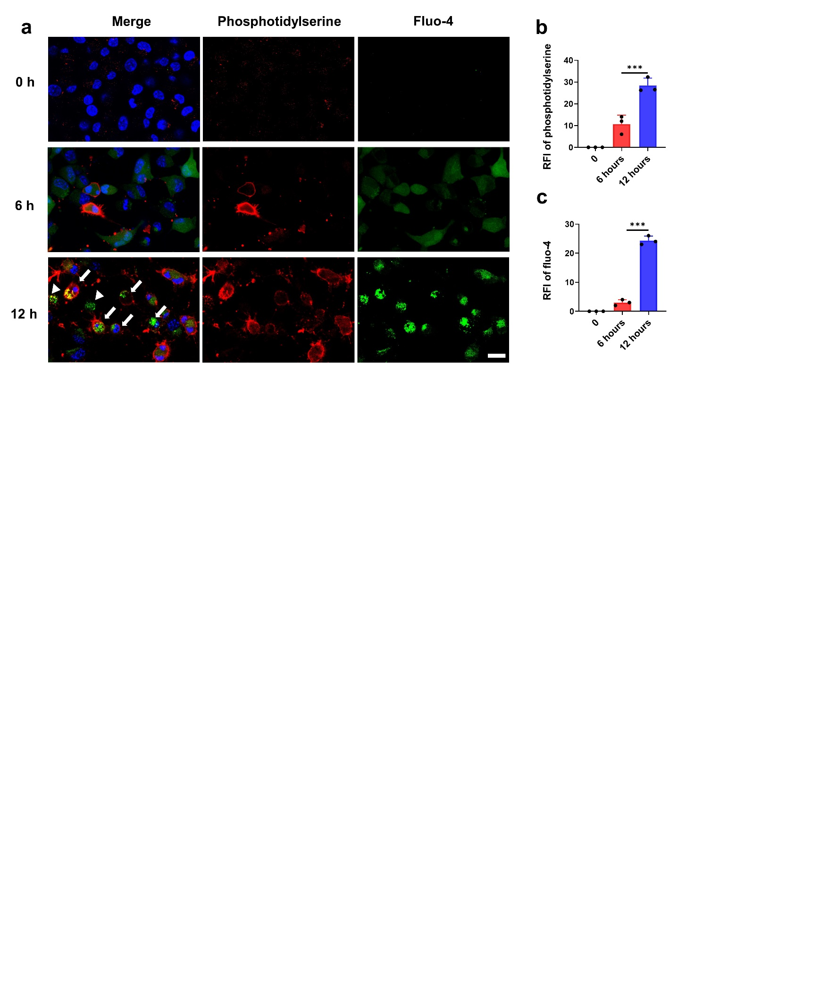 a
Merge
Phosphotidylserine
Fluo-4
0 h
6 h
12 h
b
RFI of phosphotidylserine
40
30
20
10
0
***
0
6 hours
12 hours
c
RFI of fluo-4
30
20
10
0
***
0
6 hours
12 hours